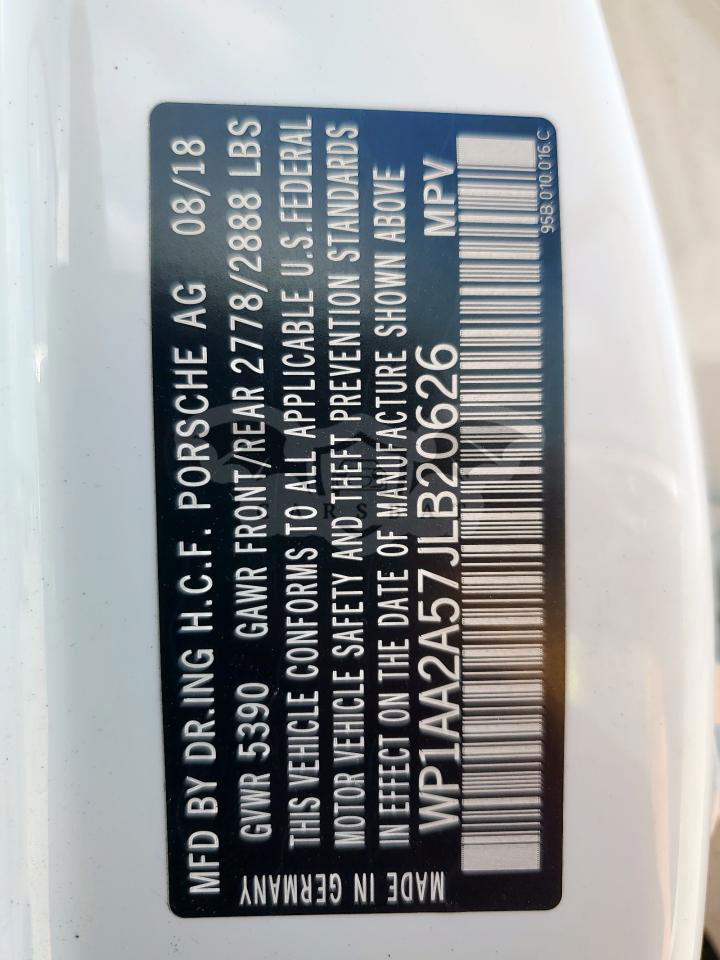 MFD BY DR.ING H.C.F. PORSCHE AG 08/18
GVWR 5390 GAWR FRONT/REAR 2778/2888 LBS
THIS VEHICLE CONFORMS TO ALL APPLICABLE U.S.FEDERAL
MOTOR VEHICLE SAFETY AND THEFT PREVENTION STANDARDS
IN EFFECT ON THE DATE OF MANUFACTURE SHOWN ABOVE
WP1AA2A57JLB20626 MPV
MADE IN GERMANY
95B.010.016.C